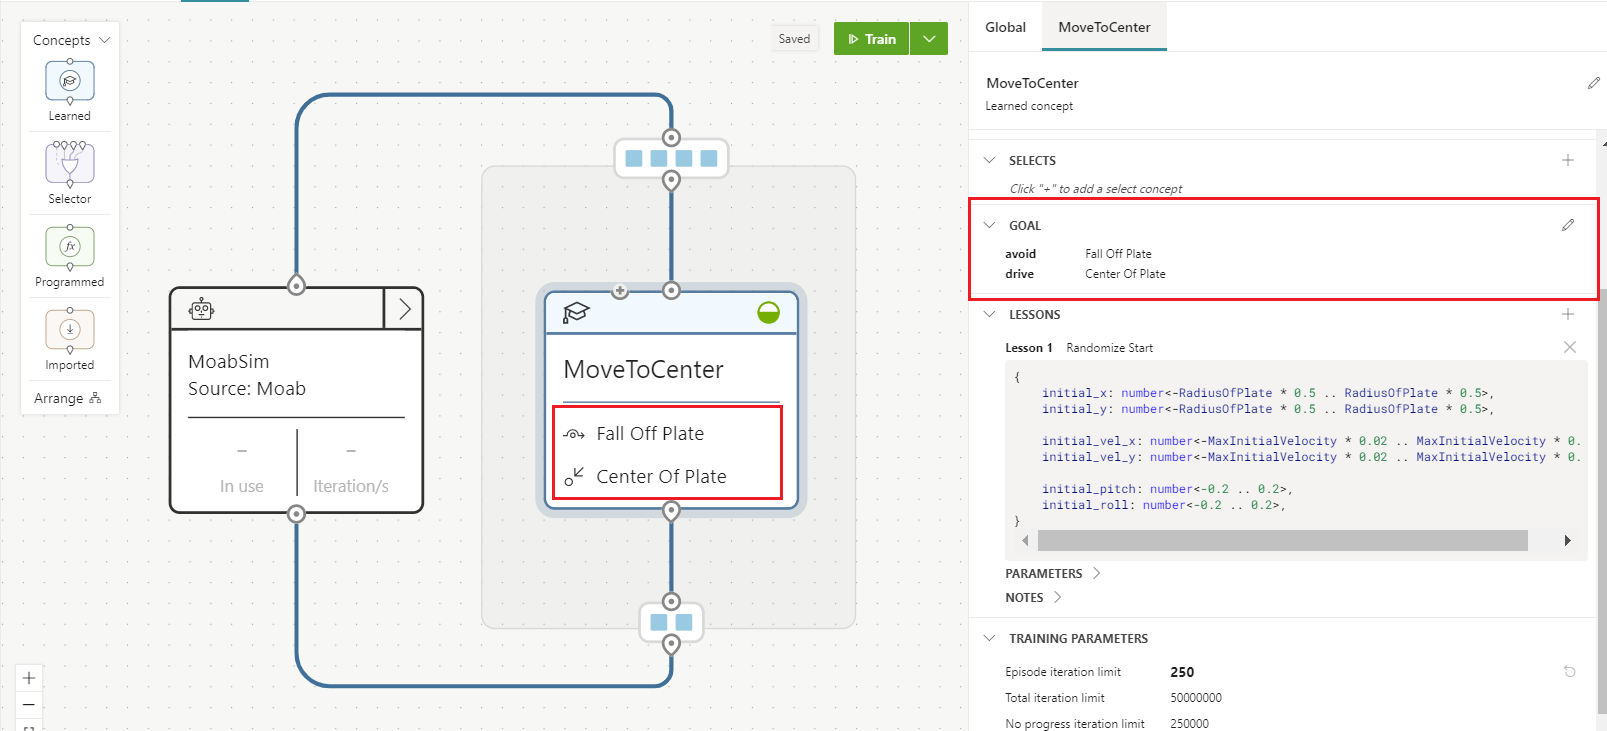 Concepts
Learned
Selector
fx
Programmed
Imported
Arrange
Saved
Train
MoabSim
Source: Moab
–
In use
–
Iteration/s
MoveToCenter
Fall Off Plate
Center Of Plate
Global
MoveToCenter
MoveToCenter
Learned concept
SELECTS
Click "+" to add a select concept
GOAL
avoid Fall Off Plate
drive Center Of Plate
LESSONS
Lesson 1 Randomize Start
{
initial_x: number<-RadiusOfPlate * 0.5 .. RadiusOfPlate * 0.5>,
initial_y: number<-RadiusOfPlate * 0.5 .. RadiusOfPlate * 0.5>,
initial_vel_x: number<-MaxInitialVelocity * 0.02 .. MaxInitialVelocity * 0.
initial_vel_y: number<-MaxInitialVelocity * 0.02 .. MaxInitialVelocity * 0.
initial_pitch: number<-0.2 .. 0.2>,
initial_roll: number<-0.2 .. 0.2>,
}
PARAMETERS
NOTES
TRAINING PARAMETERS
Episode iteration limit 250
Total iteration limit 50000000
No progress iteration limit 250000